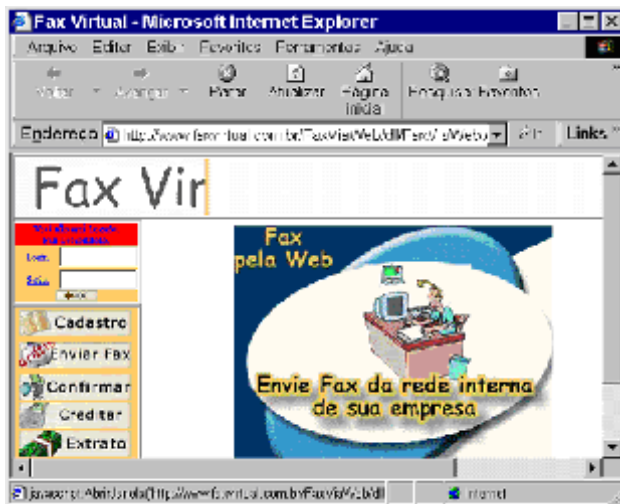 Fax Virtual - Microsoft Internet Explorer
Arquivo Editar Exibir Favoritos Ferramentas Ajuda
Voltar Avançar Parar Atualizar Página inicial Pesquisar Favoritos
Endereço Ir Links »
Fax Vir
Fax
pela Web
Cadastro
Enviar Fax
Confirmar
Creditar
Extrato
Envie Fax da rede interna
de sua empresa
Internet